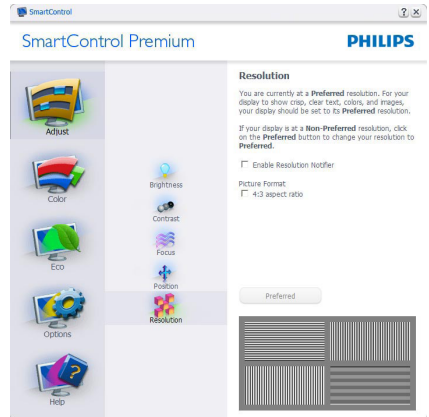 SmartControl
? ×
SmartControl Premium
PHILIPS
Adjust
Color
Eco
Options
Help
Brightness
Contrast
Focus
Position
Resolution
Resolution
You are currently at a Preferred resolution. For your
display to show crisp, clear text, colors, and images,
your display should be set to its Preferred resolution.
If your display is at a Non-Preferred resolution, click
on the Preferred button to change your resolution to
Preferred.
Enable Resolution Notifier
Picture Format
4:3 aspect ratio
Preferred